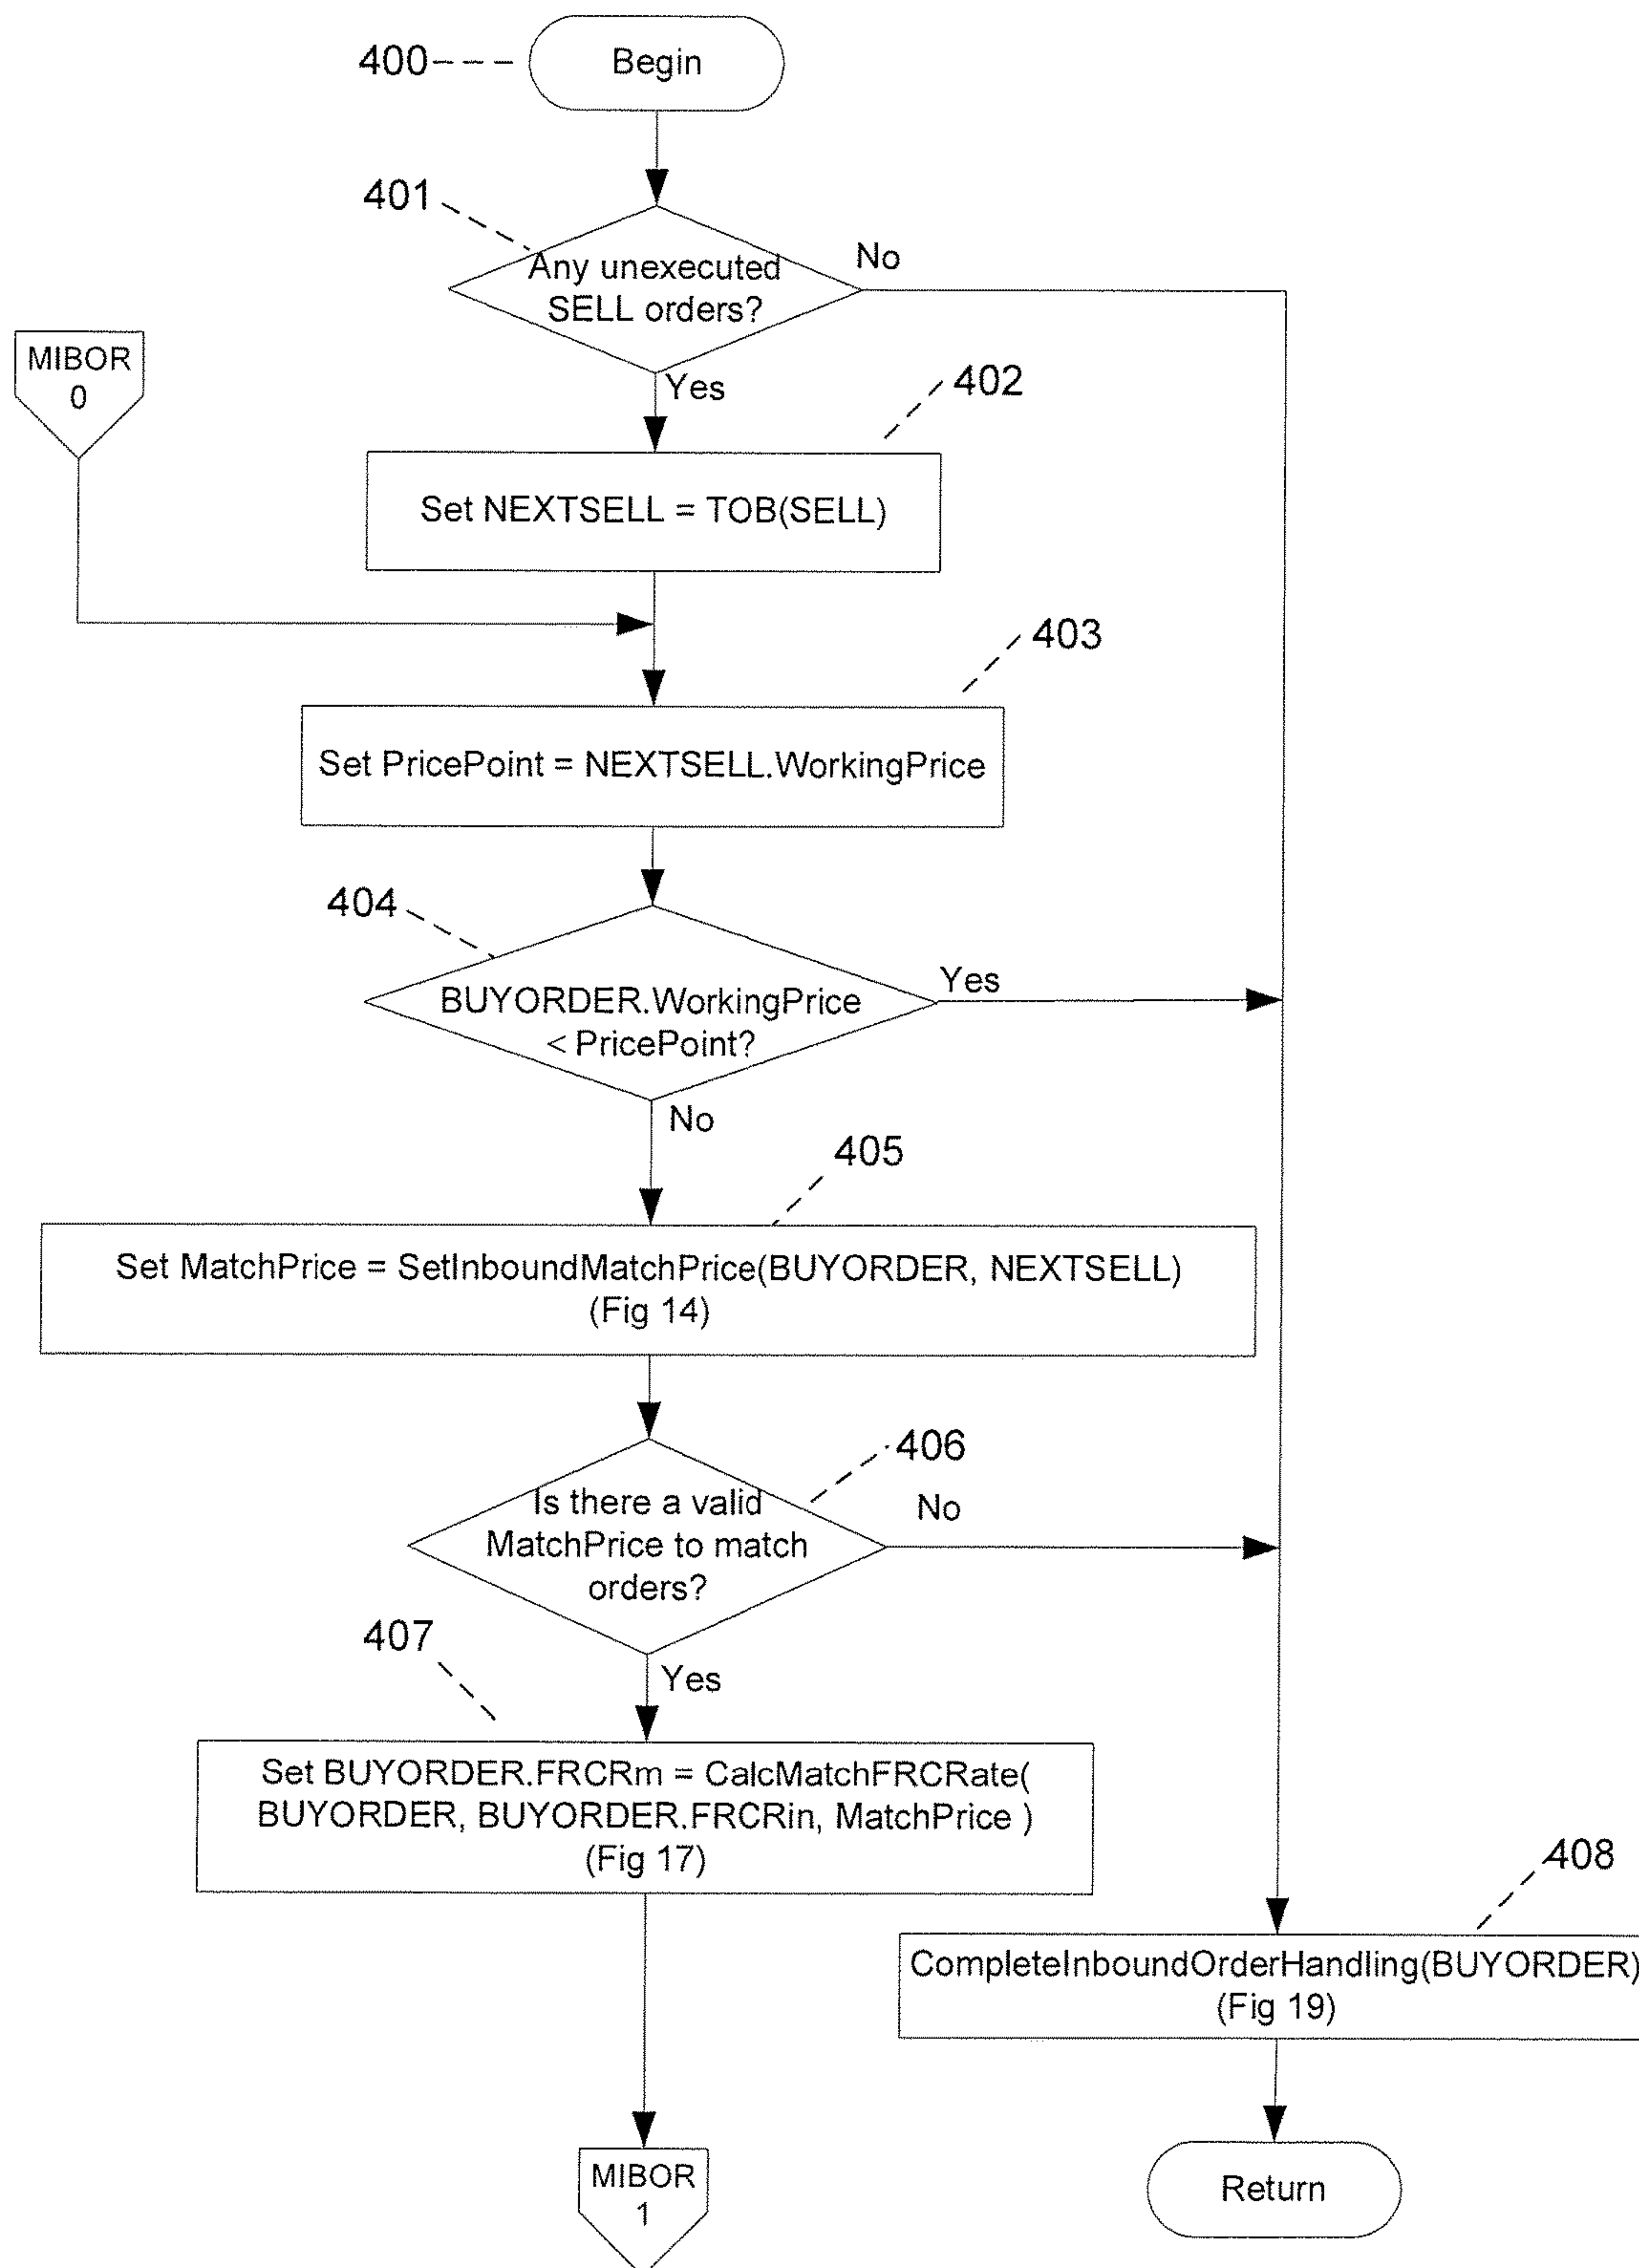 400
Begin
401
Any unexecuted
SELL orders?
No
Yes
MIBOR
0
402
Set NEXTSELL = TOB(SELL)
403
Set PricePoint = NEXTSELL.WorkingPrice
404
BUYORDER.WorkingPrice
< PricePoint?
Yes
No
405
Set MatchPrice = SetInboundMatchPrice(BUYORDER, NEXTSELL)
(Fig 14)
406
Is there a valid
MatchPrice to match
orders?
No
Yes
407
Set BUYORDER.FRCRm = CalcMatchFRCRate(
BUYORDER, BUYORDER.FRCRin, MatchPrice )
(Fig 17)
408
CompleteInboundOrderHandling(BUYORDER)
(Fig 19)
MIBOR
1
Return